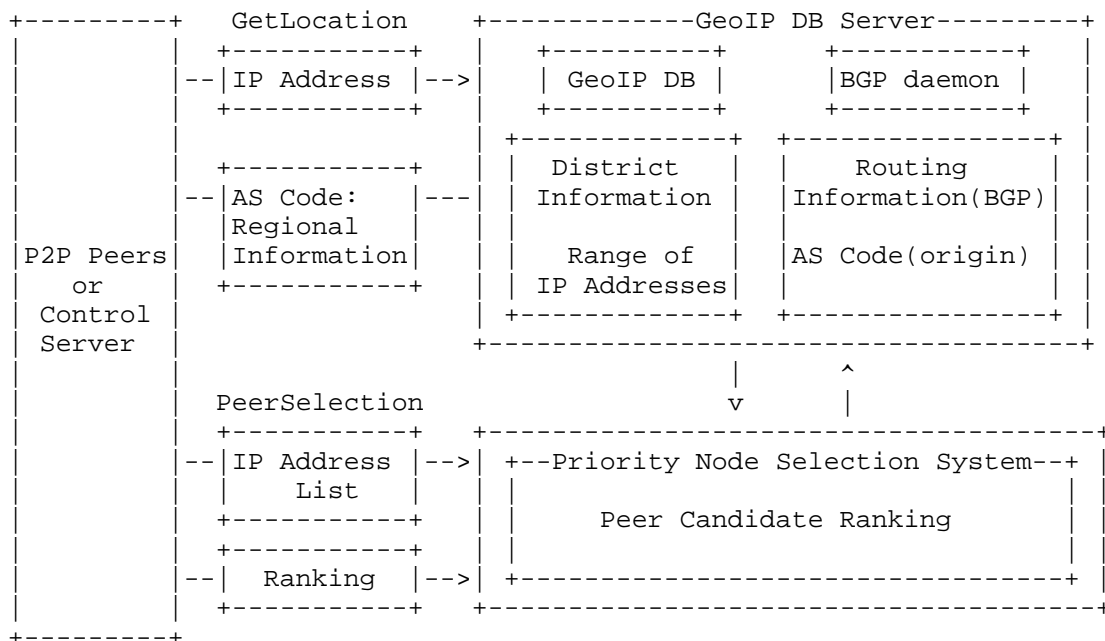 GetLocation GeoIP DB Server
IP Address GeoIP DB BGP daemon
District Routing
AS Code: Information Information(BGP)
Regional
P2P Peers Information Range of AS Code(origin)
or IP Addresses
Control
Server
PeerSelection
IP Address Priority Node Selection System
List
Peer Candidate Ranking
Ranking